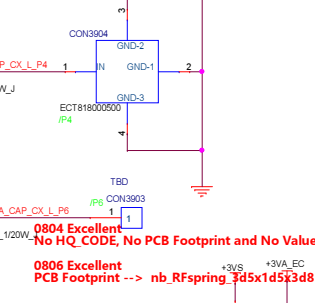 3
CON3904
GND-2
P_CX_L_P4
1
IN
GND-1
2
W_J
GND-3
ECT818000500
/P4
4
TBD
/P6
CON3903
A_CAP_CX_L_P6
1
1
0804 Excellent
1/20W
No HQ_CODE, No PCB Footprint and No Value
0806 Excellent
+3VS
+3VA_EC
PCB Footprint --> nb_RFspring_3d5x1d5x3d8